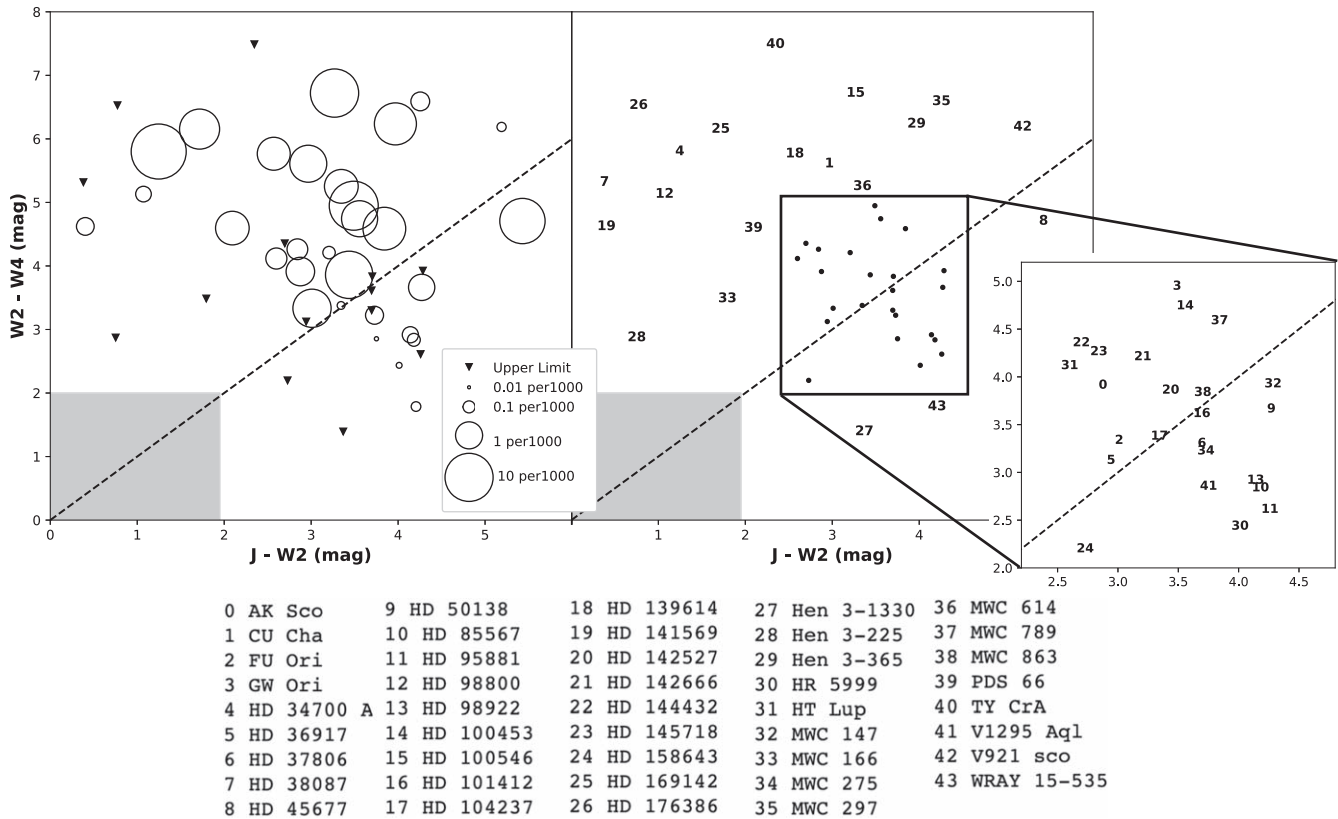 8
7
6
5
4
3
2
1
0
W2 - W4 (mag)
0 1 2 3 4 5
J - W2 (mag)
Upper Limit
0.01 per1000
0.1 per1000
1 per1000
10 per1000
40
15
35
26
29
42
25
18
4
1
7
36
12
19
39
8
33
28
43
27
1 2 3 4
J - W2 (mag)
5.0
4.5
4.0
3.5
3.0
2.5
2.0
3
14
37
22
23
21
31
0
32
20
38
9
16
17
2
6
34
5
13
41
10
11
30
24
2.5 3.0 3.5 4.0 4.5
0 AK Sco
1 CU Cha
2 FU Ori
3 GW Ori
4 HD 34700 A
5 HD 36917
6 HD 37806
7 HD 38087
8 HD 45677
9 HD 50138
10 HD 85567
11 HD 95881
12 HD 98800
13 HD 98922
14 HD 100453
15 HD 100546
16 HD 101412
17 HD 104237
18 HD 139614
19 HD 141569
20 HD 142527
21 HD 142666
22 HD 144432
23 HD 145718
24 HD 158643
25 HD 169142
26 HD 176386
27 Hen 3-1330
28 Hen 3-225
29 Hen 3-365
30 HR 5999
31 HT Lup
32 MWC 147
33 MWC 166
34 MWC 275
35 MWC 297
36 MWC 614
37 MWC 789
38 MWC 863
39 PDS 66
40 TY CrA
41 V1295 Aql
42 V921 sco
43 WRAY 15-535